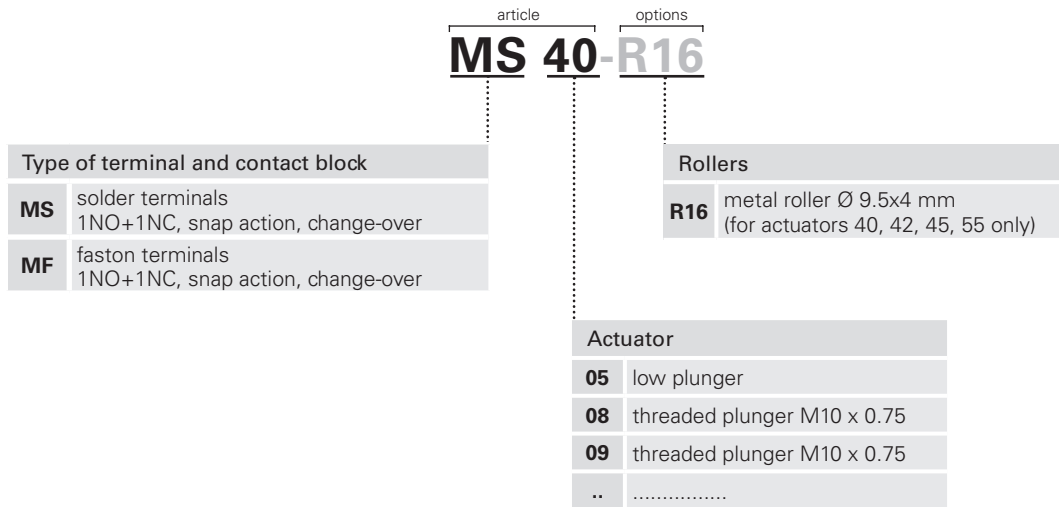 article options
MS 40-R16
Type of terminal and contact block
MS solder terminals
1NO+1NC, snap action, change-over
MF faston terminals
1NO+1NC, snap action, change-over
Rollers
R16 metal roller Ø 9.5x4 mm
(for actuators 40, 42, 45, 55 only)
Actuator
05 low plunger
08 threaded plunger M10 x 0.75
09 threaded plunger M10 x 0.75
.. ................